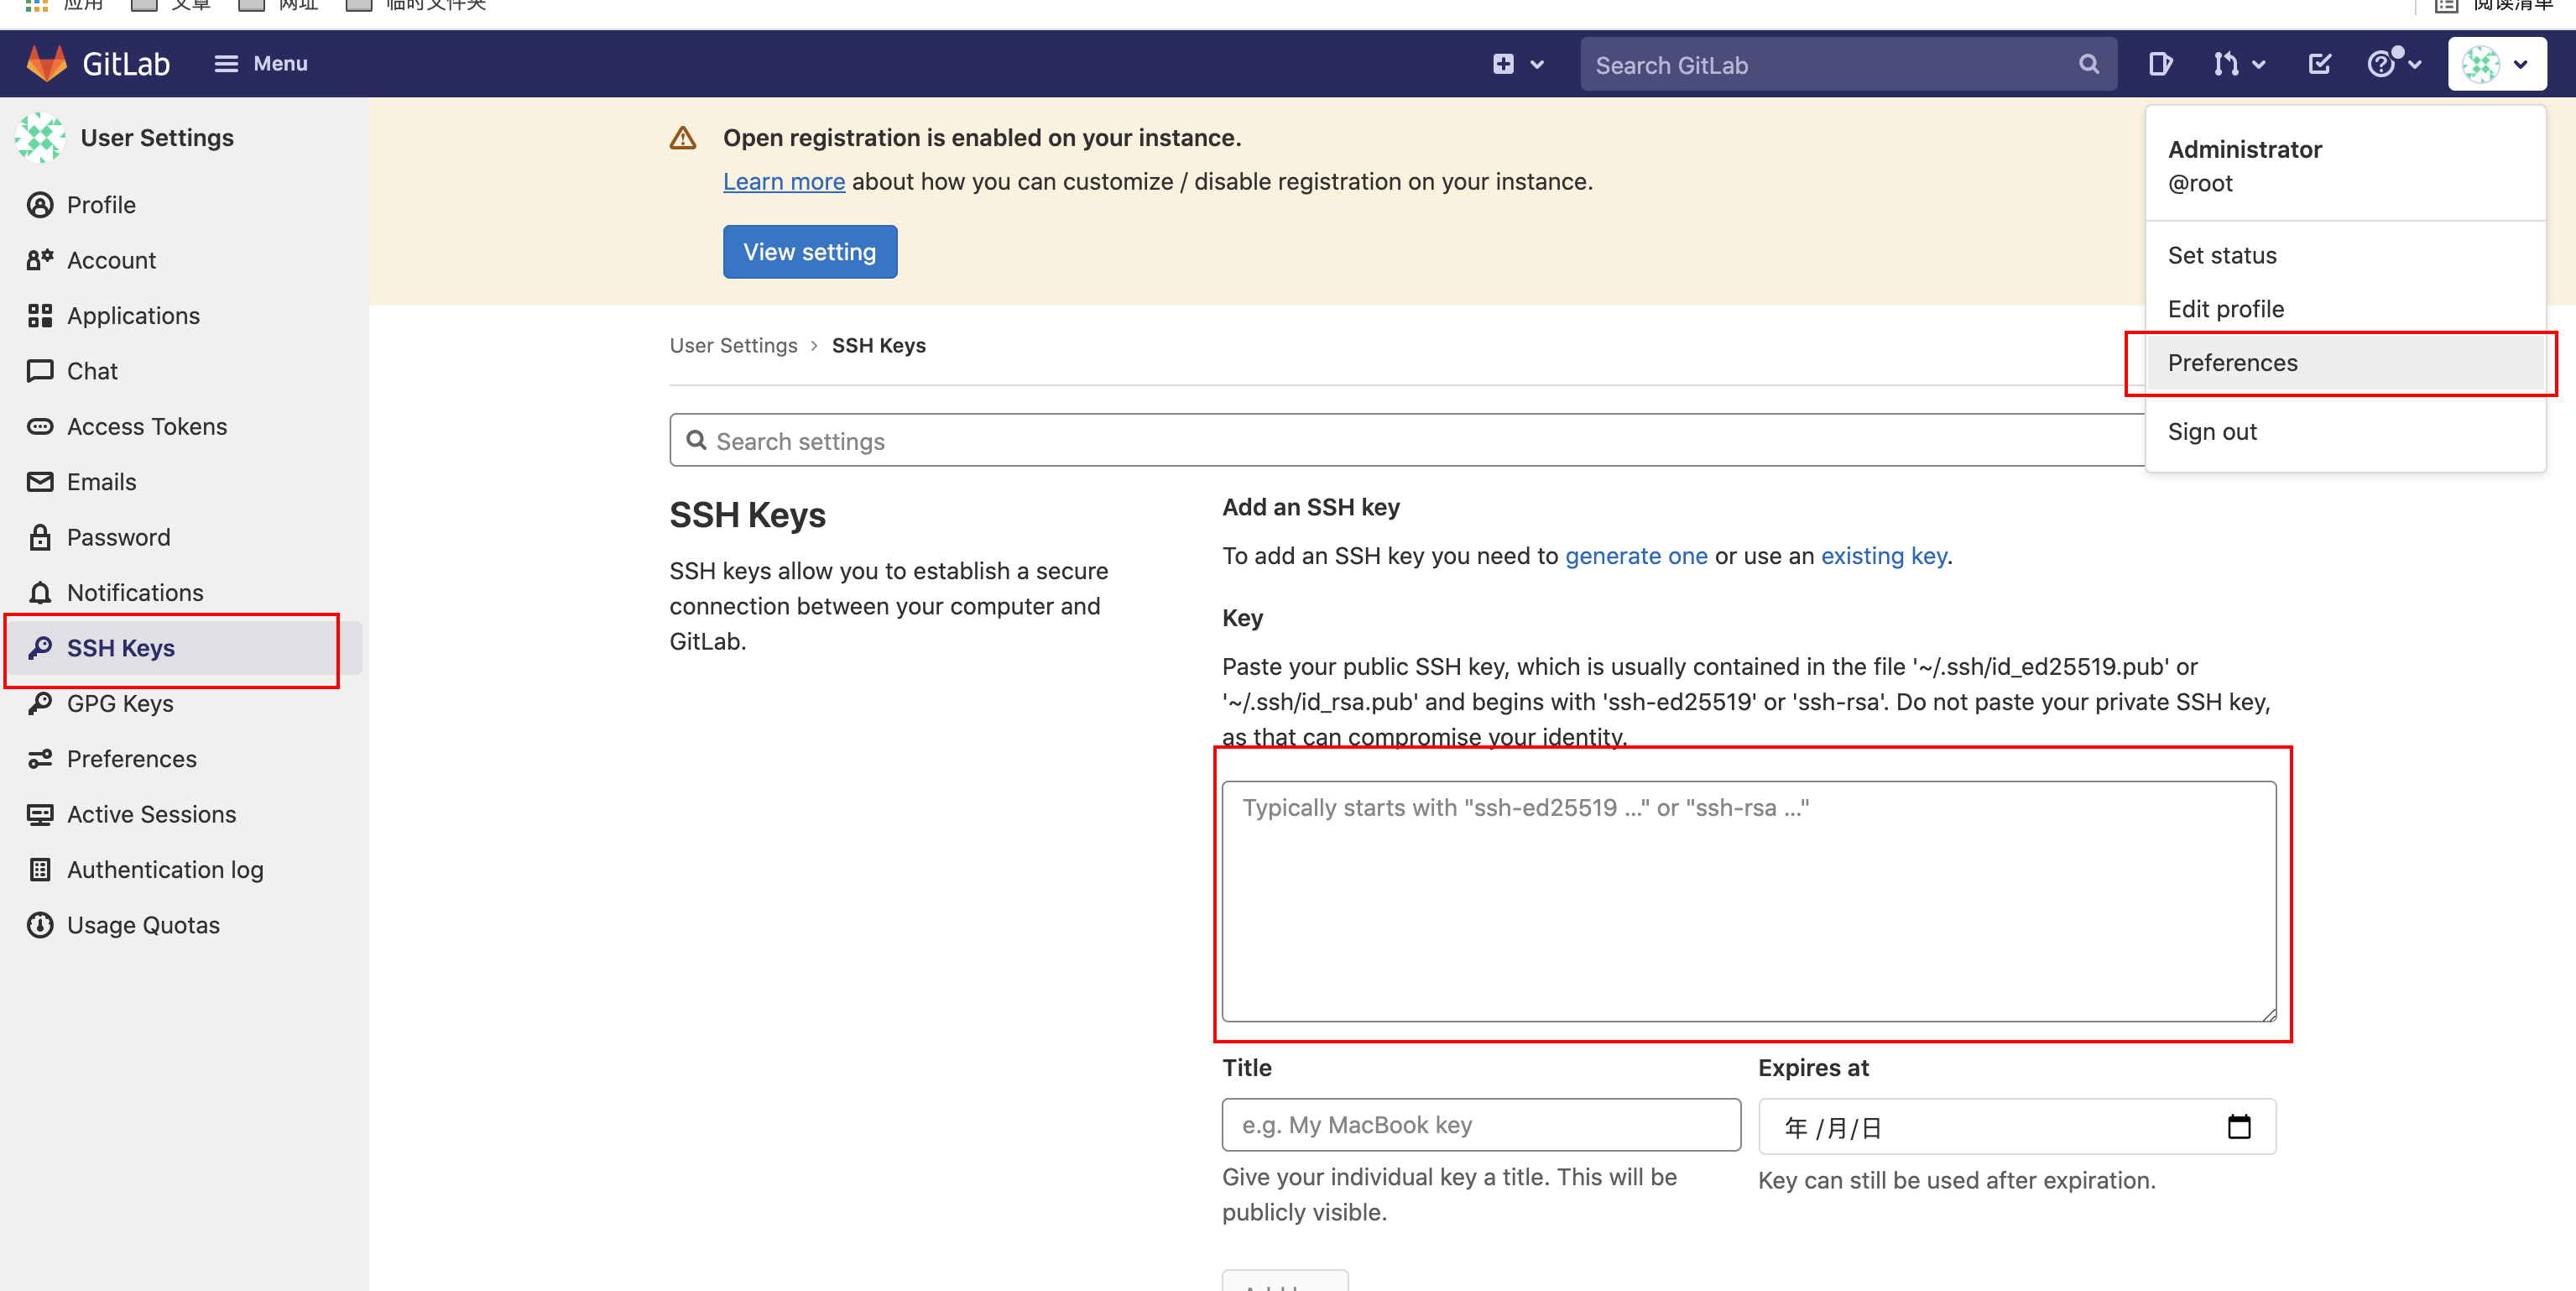 应用 文章 网址 临时文件夹 阅读清单
GitLab Menu Search GitLab
User Settings
Profile
Account
Applications
Chat
Access Tokens
Emails
Password
Notifications
SSH Keys
GPG Keys
Preferences
Active Sessions
Authentication log
Usage Quotas
Open registration is enabled on your instance.
Learn more about how you can customize / disable registration on your instance.
View setting
Administrator
@root
Set status
Edit profile
Preferences
Sign out
User Settings › SSH Keys
Search settings
SSH Keys
SSH keys allow you to establish a secure
connection between your computer and
GitLab.
Add an SSH key
To add an SSH key you need to generate one or use an existing key.
Key
Paste your public SSH key, which is usually contained in the file '~/.ssh/id_ed25519.pub' or
'~/.ssh/id_rsa.pub' and begins with 'ssh-ed25519' or 'ssh-rsa'. Do not paste your private SSH key,
as that can compromise your identity.
Typically starts with "ssh-ed25519 ..." or "ssh-rsa ..."
Title
e.g. My MacBook key
Give your individual key a title. This will be
publicly visible.
Expires at
年 /月/日
Key can still be used after expiration.